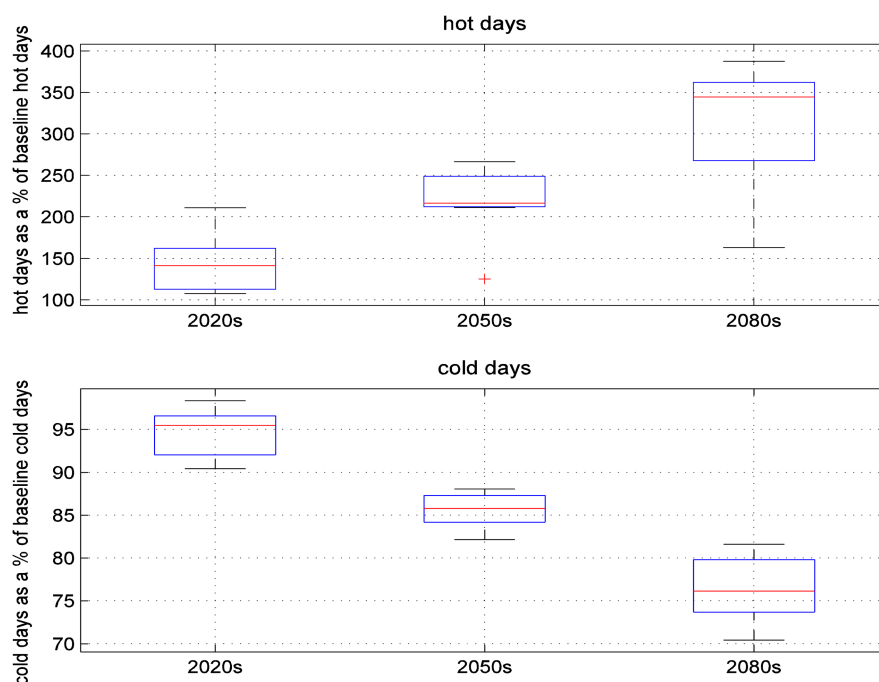 hot days
hot days as a % of baseline hot days
400
350
300
250
200
150
100
2020s 2050s 2080s
cold days
cold days as a % of baseline cold days
95
90
85
80
75
70
2020s 2050s 2080s